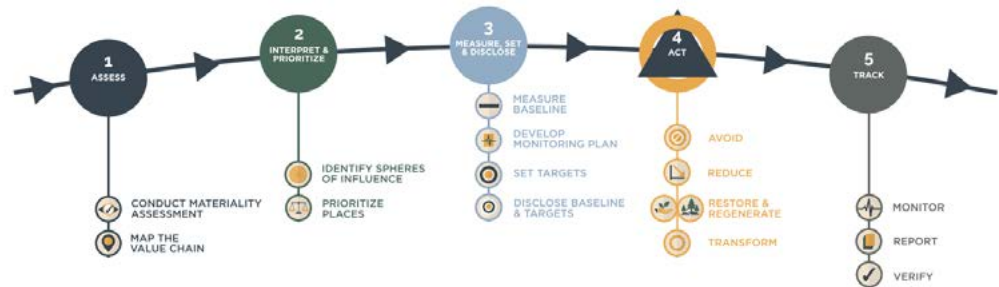 1
ASSESS
CONDUCT MATERIALITY
ASSESSMENT
MAP THE
VALUE CHAIN
2
INTERPRET &
PRIORITIZE
IDENTIFY SPHERES
OF INFLUENCE
PRIORITIZE
PLACES
3
MEASURE, SET
& DISCLOSE
MEASURE
BASELINE
DEVELOP
MONITORING PLAN
SET TARGETS
DISCLOSE BASELINE
& TARGETS
4
ACT
AVOID
REDUCE
RESTORE &
REGENERATE
TRANSFORM
5
TRACK
MONITOR
REPORT
VERIFY